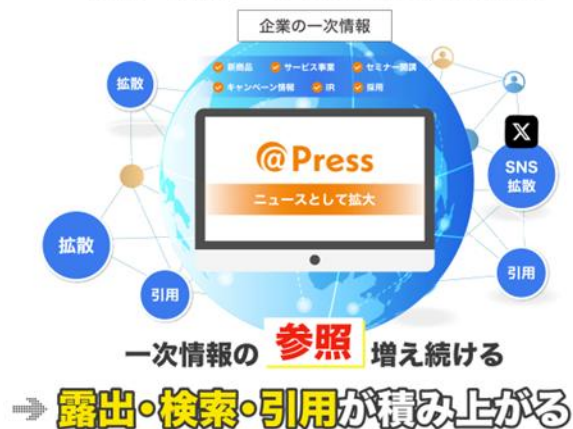 企業の一次情報
新商品 サービス事業 セミナー開講
キャンペーン情報 IR 採用
拡散
@Press
ニュースとして拡大
X
SNS
拡散
拡散
引用
引用
一次情報の 参照 増え続ける
露出・検索・引用が積み上がる